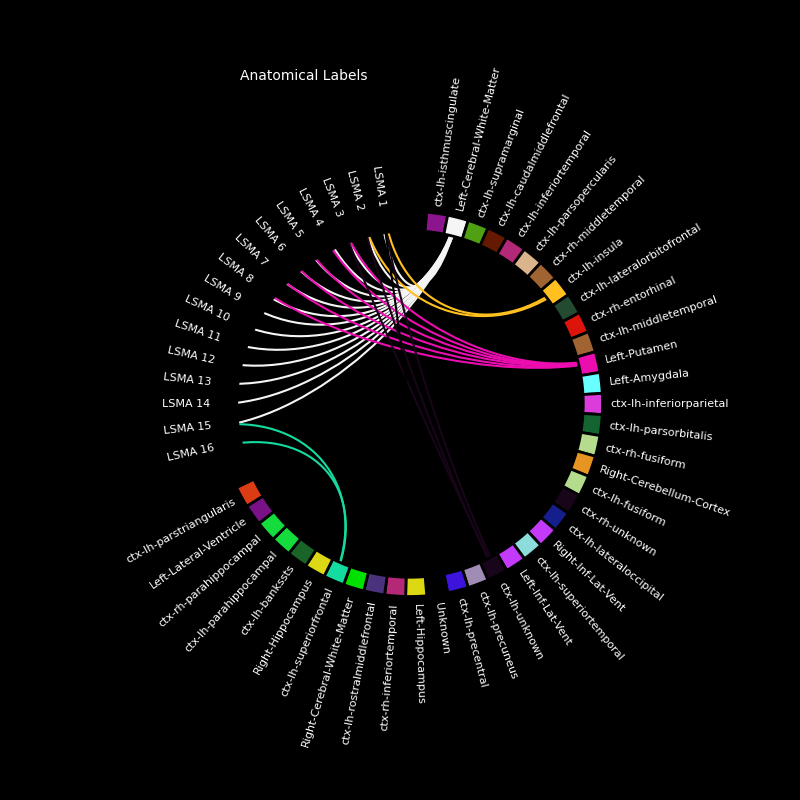 Anatomical Labels
LSMA 1
LSMA 2
LSMA 3
LSMA 4
LSMA 5
LSMA 6
LSMA 7
LSMA 8
LSMA 9
LSMA 10
LSMA 11
LSMA 12
LSMA 13
LSMA 14
LSMA 15
LSMA 16
ctx-lh-isthmuscingulate
Left-Cerebral-White-Matter
ctx-lh-supramarginal
ctx-lh-caudalmiddlefrontal
ctx-lh-inferiortemporal
ctx-lh-parsopercularis
ctx-rh-middletemporal
ctx-lh-insula
ctx-lh-lateralorbitofrontal
ctx-rh-entorhinal
ctx-lh-middletemporal
Left-Putamen
Left-Amygdala
ctx-lh-inferiorparietal
ctx-lh-parsorbitalis
ctx-rh-fusiform
Right-Cerebellum-Cortex
ctx-lh-fusiform
ctx-rh-unknown
ctx-lh-lateraloccipital
Right-Inf-Lat-Vent
ctx-lh-superiortemporal
Left-Inf-Lat-Vent
ctx-lh-unknown
ctx-lh-precuneus
ctx-lh-precentral
Unknown
Left-Hippocampus
ctx-rh-inferiortemporal
ctx-lh-rostralmiddlefrontal
Right-Cerebral-White-Matter
ctx-lh-superiorfrontal
Right-Hippocampus
ctx-lh-bankssts
ctx-lh-parahippocampal
ctx-rh-parahippocampal
Left-Lateral-Ventricle
ctx-lh-parstriangularis